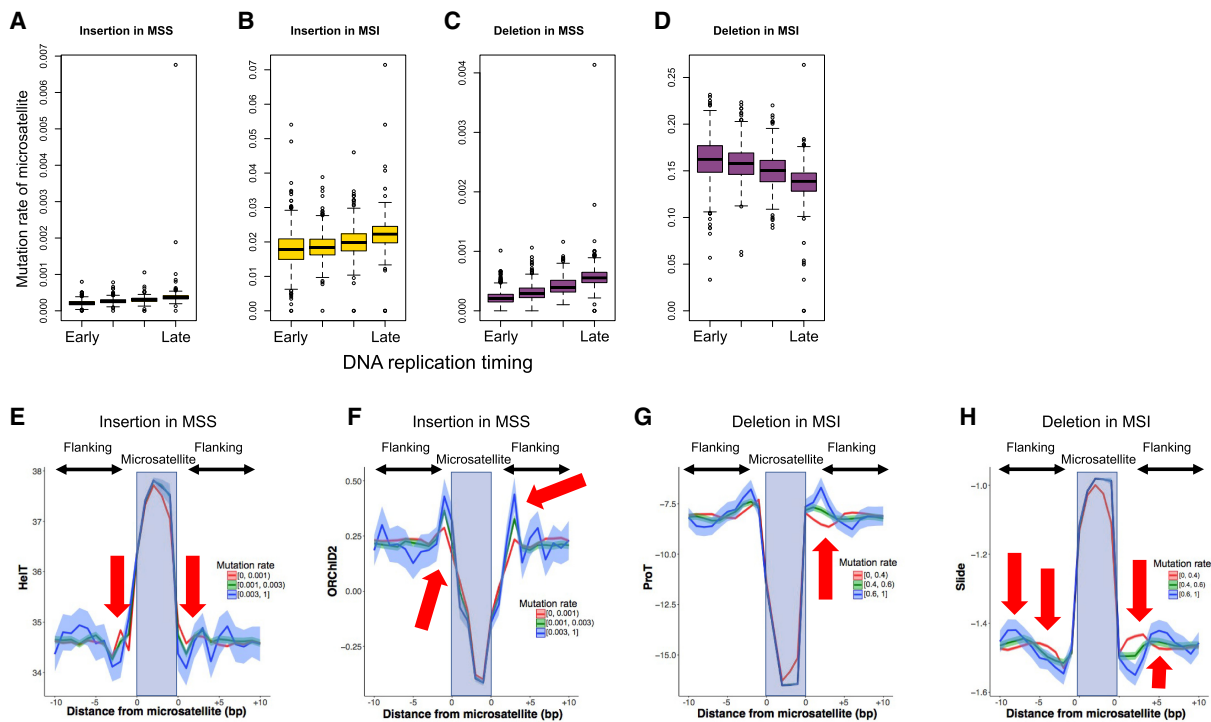 A
Insertion in MSS
B
Insertion in MSI
C
Deletion in MSS
D
Deletion in MSI
Mutation rate of microsatellite
0.007
0.006
0.005
0.004
0.003
0.002
0.001
0.000
0.07
0.06
0.05
0.04
0.03
0.02
0.01
0.00
0.004
0.003
0.002
0.001
0.000
0.25
0.20
0.15
0.10
0.05
0.00
Early Late
Early Late
Early Late
Early Late
DNA replication timing
E
Insertion in MSS
Flanking
Flanking
Microsatellite
HelT
38
37
36
35
34
Mutation rate
[0, 0.001)
[0.001, 0.003)
[0.003, 1]
-10 -5 0 0 +5 +10
Distance from microsatellite (bp)
F
Insertion in MSS
Flanking
Flanking
Microsatellite
ORChID2
0.50
0.25
0.00
−0.25
Mutation rate
[0, 0.001)
[0.001, 0.003)
[0.003, 1]
-10 -5 0 0 +5 +10
Distance from microsatellite (bp)
G
Deletion in MSI
Flanking
Flanking
Microsatellite
ProT
−7.5
−10.0
−12.5
−15.0
Mutation rate
[0, 0.4)
[0.4, 0.6)
[0.6, 1]
-10 -5 0 0 +5 +10
Distance from microsatellite (bp)
H
Deletion in MSI
Flanking
Flanking
Microsatellite
Slide
−1.0
−1.2
−1.4
−1.6
Mutation rate
[0, 0.4)
[0.4, 0.6)
[0.6, 1]
-10 -5 0 0 +5 +10
Distance from microsatellite (bp)